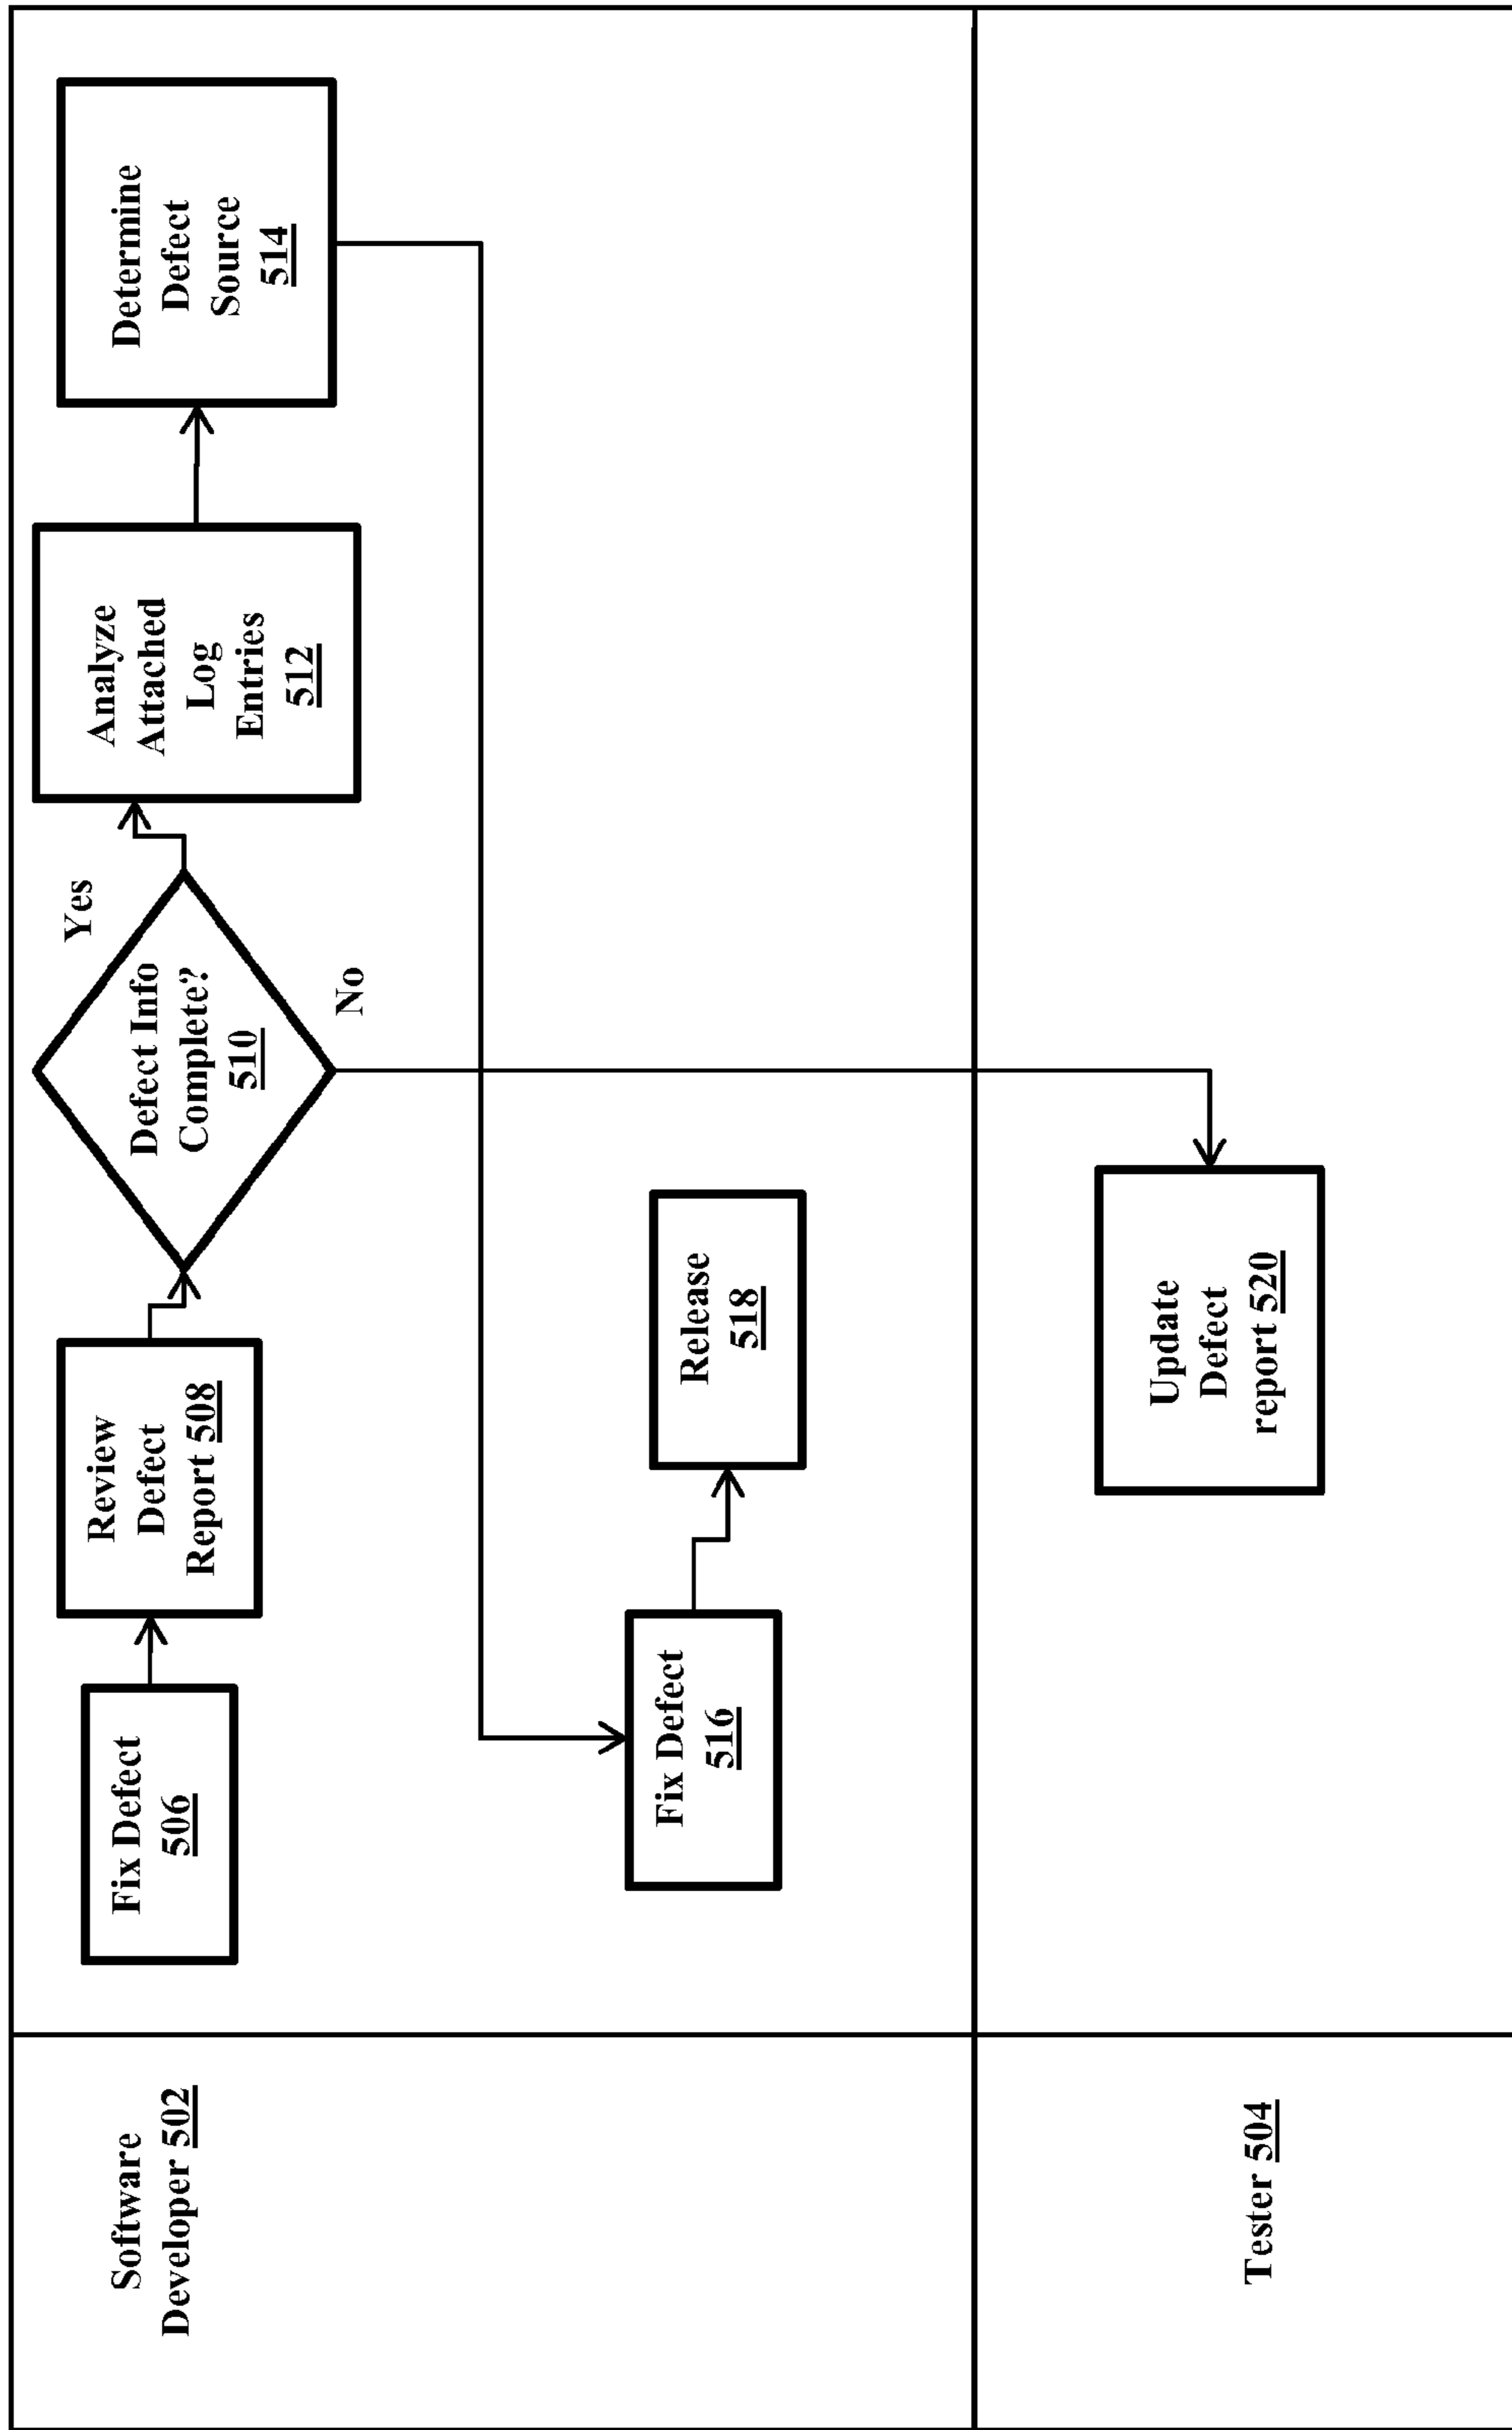 Software
Developer 502
Fix Defect
506
Review
Defect
Report 508
Defect Info
Complete?
510
Yes
No
Analyze
Attached
Log
Entries
512
Determine
Defect
Source
514
Fix Defect
516
Release
518
Tester 504
Update
Defect
report 520